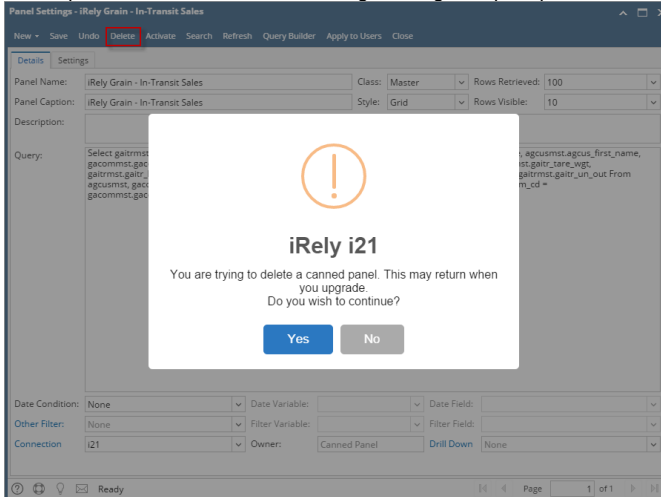 Panel Settings - iRely Grain - In-Transit Sales
New Save Undo Delete Activate Search Refresh Query Builder Apply to Users Close
Details Settings
Panel Name: iRely Grain - In-Transit Sales Class: Master Rows Retrieved: 100
Panel Caption: iRely Grain - In-Transit Sales Style: Grid Rows Visible: 10
Description:
Query: Select gaitrmst agcusmst.agcus_first_name,
gacommst.gac
gaitrmst.gaitr_ gaitrmst.gaitr_un_out From
agcusmst, gac
gacommst.gac
iRely i21
You are trying to delete a canned panel. This may return when
you upgrade.
Do you wish to continue?
Yes No
Date Condition: None Date Variable: Date Field:
Other Filter: None Filter Variable: Filter Field:
Connection i21 Owner: Canned Panel Drill Down None
Ready Page 1 of 1